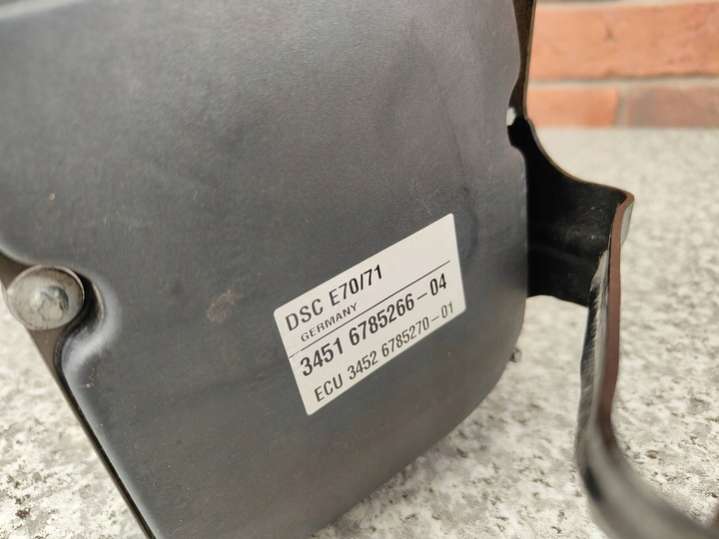 DSC E70/71
GERMANY
3451 6785266-04
ECU 3452 6785270-01